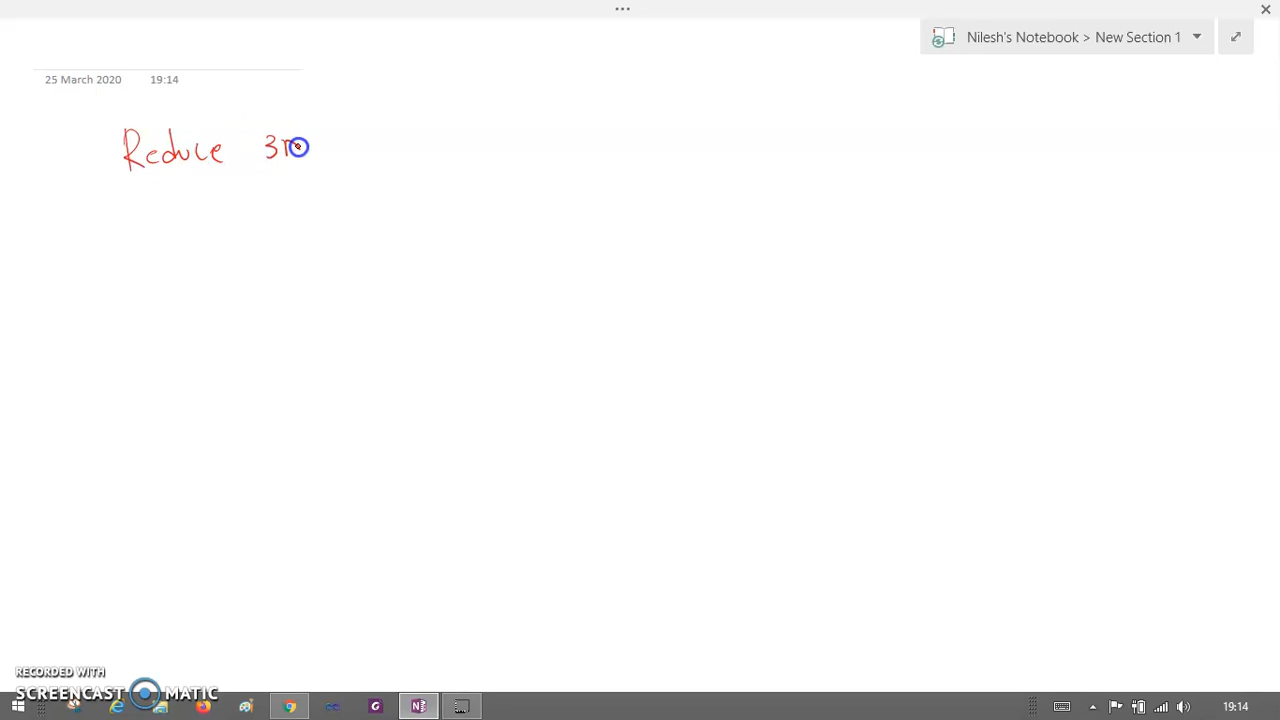 Nilesh's Notebook > New Section 1
25 March 2020 19:14
Reduce 3
RECORDED WITH
SCREENCAST MATIC
19:14